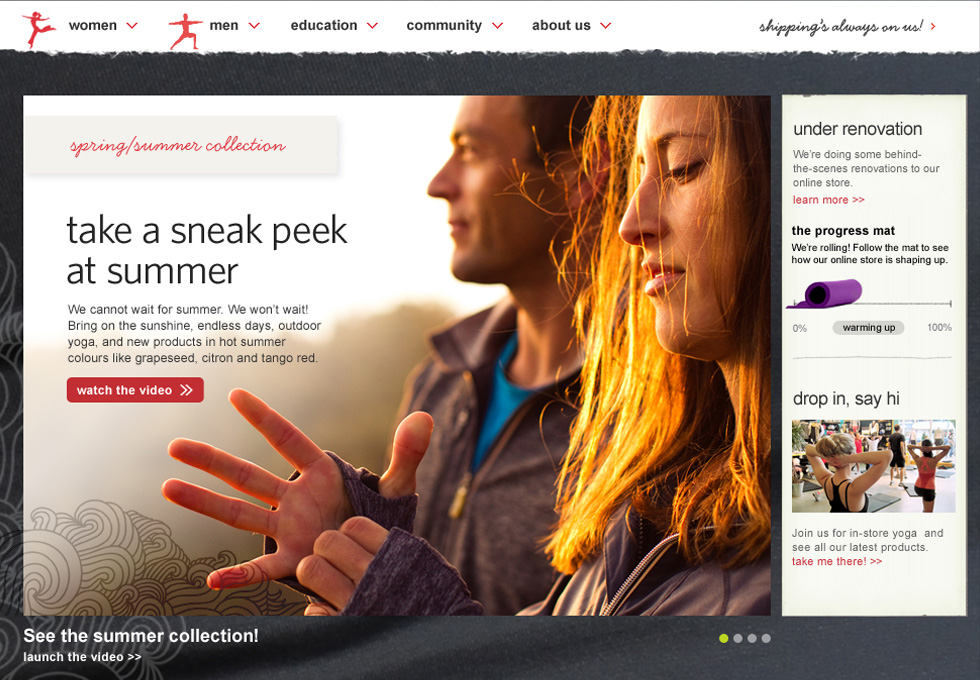 women
men
education
community
about us
shipping's always on us!
spring/summer collection
take a sneak peek
at summer
We cannot wait for summer. We won't wait!
Bring on the sunshine, endless days, outdoor
yoga, and new products in hot summer
colours like grapeseed, citron and tango red.
watch the video
See the summer collection!
launch the video >>
under renovation
We're doing some behind-
the-scenes renovations to our
online store.
learn more >>
the progress mat
We're rolling! Follow the mat to see
how our online store is shaping up.
0% warming up 100%
drop in, say hi
Join us for in-store yoga and
see all our latest products.
take me there! >>